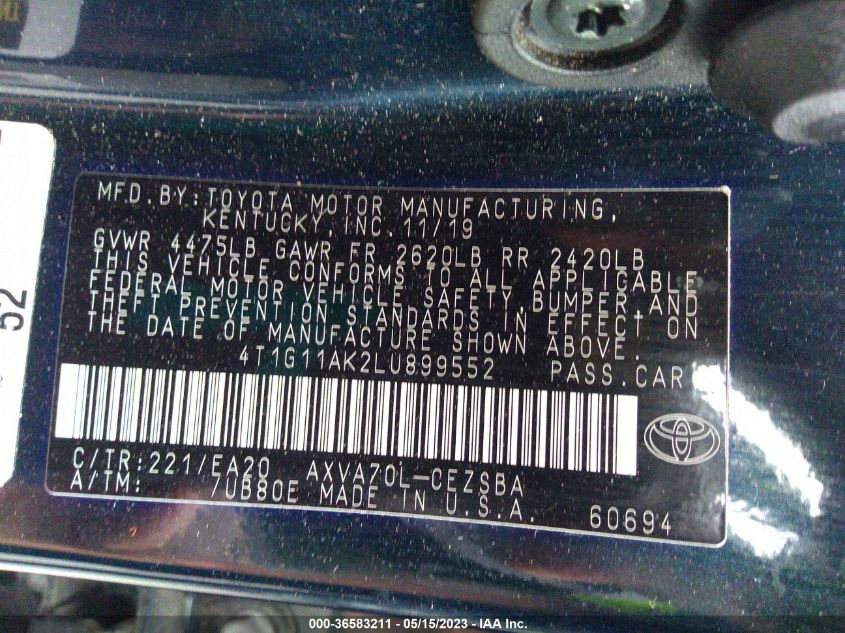 52
MFD.BY:TOYOTA MOTOR MANUFACTURING,
KENTUCKY,INC.11/19
GVWR 4475LB GAWR FR 2620LB RR 2420LB
THIS VEHICLE CONFORMS TO ALL APPLICABLE
FEDERAL MOTOR VEHICLE SAFETY,BUMPER,AND
THEFT PREVENTION STANDARDS IN EFFECT ON
THE DATE OF MANUFACTURE SHOWN ABOVE.
4T1G11AK2LU899552 PASS.CAR
C/TR:221/EA20 AXVA70L-CEZSBA
A/TM: 7UB80E MADE IN U.S.A. 60694
000-36583211 - 05/15/2023 - IAA Inc.